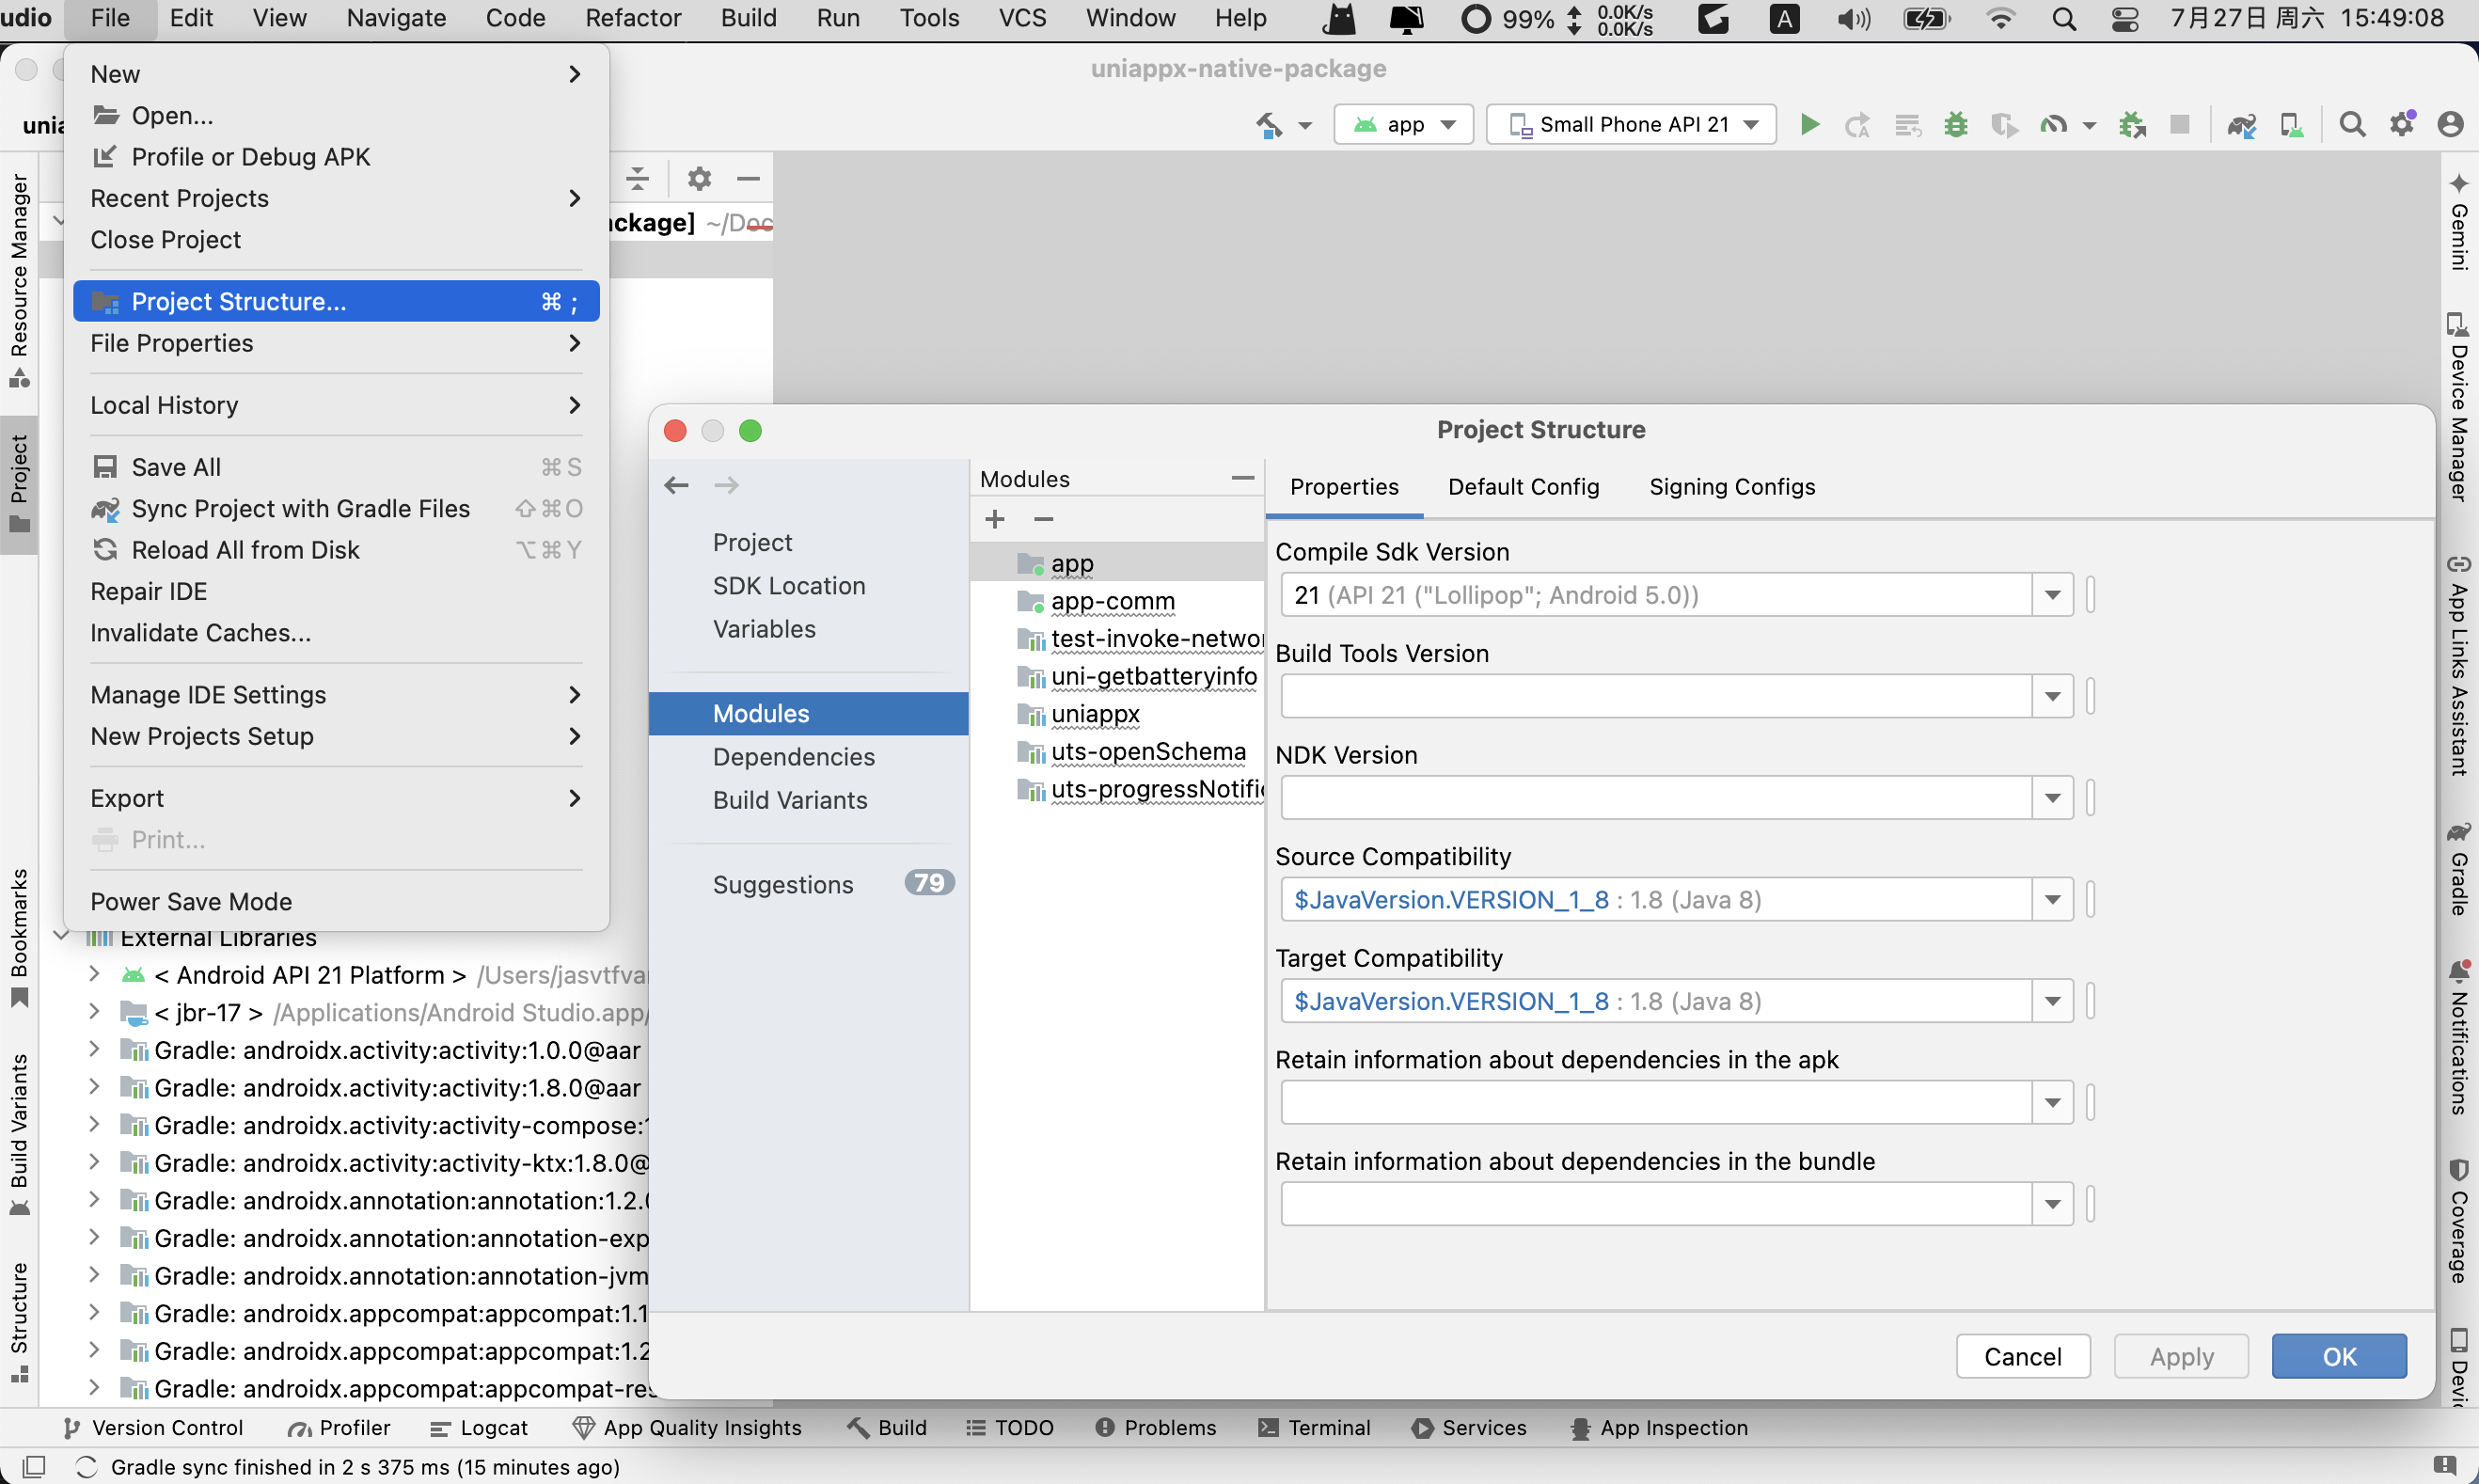 udio File Edit View Navigate Code Refactor Build Run Tools VCS Window Help 99% 0.0K/s 0.0K/s A 7月27日 周六 15:49:08
uniappx-native-package
app Small Phone API 21
New
Open...
Profile or Debug APK
Recent Projects
Close Project
Project Structure... ⌘ ;
File Properties
Local History
Save All ⌘ S
Sync Project with Gradle Files ⇧⌘O
Reload All from Disk ⌥⌘Y
Repair IDE
Invalidate Caches...
Manage IDE Settings
New Projects Setup
Export
Print...
Power Save Mode
Resource Manager
Project
Bookmarks
Build Variants
Structure
External Libraries
< Android API 21 Platform > /Users/jasvtfvan
< jbr-17 > /Applications/Android Studio.app/
Gradle: androidx.activity:activity:1.0.0@aar
Gradle: androidx.activity:activity:1.8.0@aar
Gradle: androidx.activity:activity-compose:1
Gradle: androidx.activity:activity-ktx:1.8.0@
Gradle: androidx.annotation:annotation:1.2.0
Gradle: androidx.annotation:annotation-exp
Gradle: androidx.annotation:annotation-jvm
Gradle: androidx.appcompat:appcompat:1.1
Gradle: androidx.appcompat:appcompat:1.2
Gradle: androidx.appcompat:appcompat-res
Project Structure
Project
SDK Location
Variables
Modules
Dependencies
Build Variants
Suggestions 79
Modules
app
app-comm
test-invoke-networ
uni-getbatteryinfo
uniappx
uts-openSchema
uts-progressNotific
Properties Default Config Signing Configs
Compile Sdk Version
21 (API 21 ("Lollipop"; Android 5.0))
Build Tools Version
NDK Version
Source Compatibility
$JavaVersion.VERSION_1_8 : 1.8 (Java 8)
Target Compatibility
$JavaVersion.VERSION_1_8 : 1.8 (Java 8)
Retain information about dependencies in the apk
Retain information about dependencies in the bundle
Cancel Apply OK
Gemini
Device Manager
App Links Assistant
Gradle
Notifications
Coverage
Version Control Profiler Logcat App Quality Insights Build TODO Problems Terminal Services App Inspection
Gradle sync finished in 2 s 375 ms (15 minutes ago)